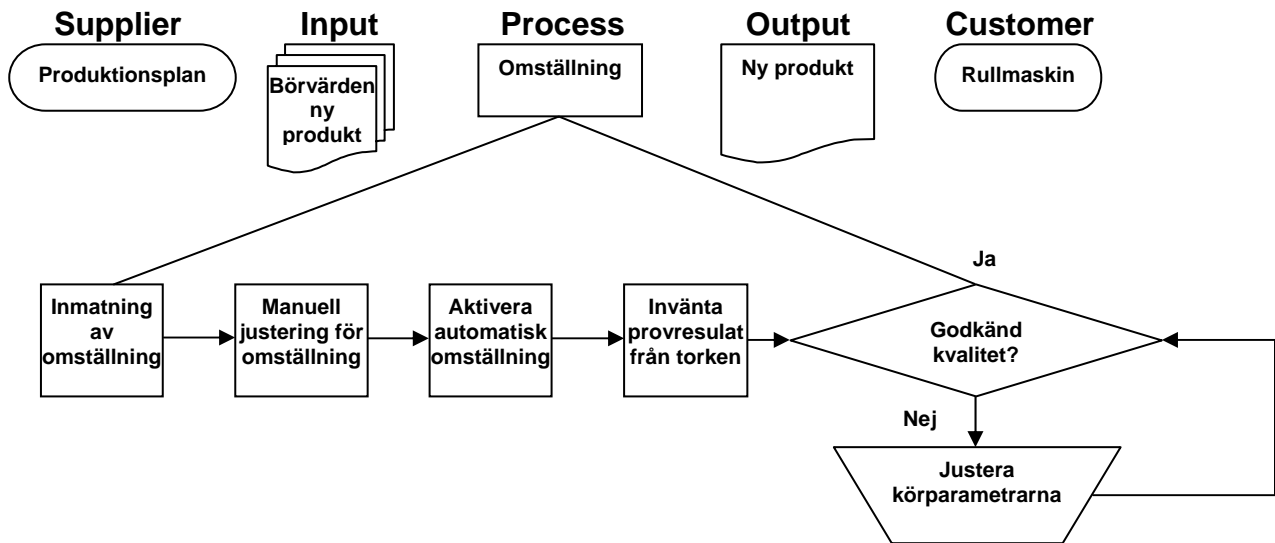 Supplier
Input
Process
Output
Customer
Produktionsplan
Börvärden
ny
produkt
Omställning
Ny produkt
Rullmaskin
Ja
Inmatning
av
omställning
Manuell
justering för
omställning
Aktivera
automatisk
omställning
Invänta
provresulat
från torken
Godkänd
kvalitet?
Nej
Justera
körparametrarna